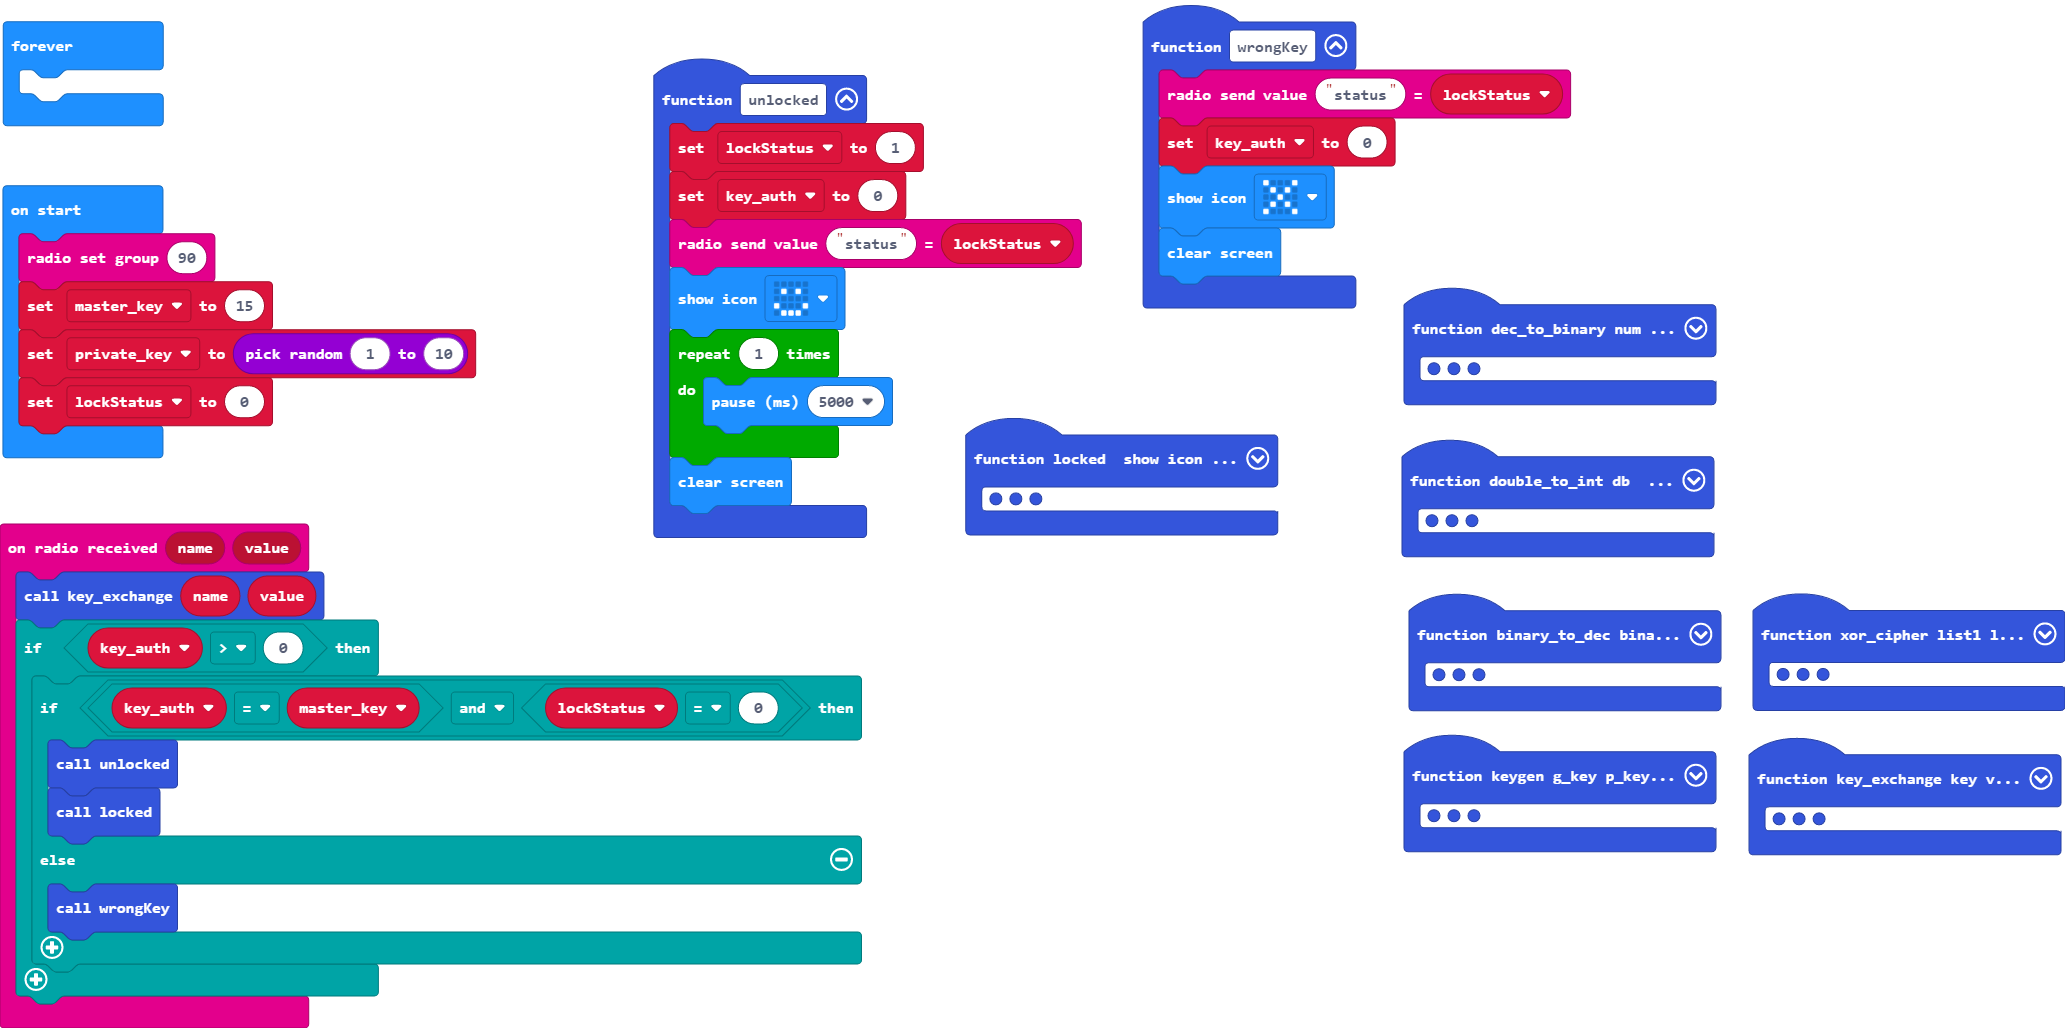 forever
on start
radio set group 90
set master_key to 15
set private_key to pick random 1 to 10
set lockStatus to 0
on radio received name value
call key_exchange name value
if key_auth > 0 then
if key_auth = master_key and lockStatus = 0 then
call unlocked
call locked
else
call wrongKey
function unlocked
set lockStatus to 1
set key_auth to 0
radio send value "status" = lockStatus
show icon
repeat 1 times
do pause (ms) 5000
clear screen
function locked show icon ...
function wrongKey
radio send value "status" = lockStatus
set key_auth to 0
show icon
clear screen
function dec_to_binary num ...
function double_to_int db ...
function binary_to_dec bina...
function xor_cipher list1 l...
function keygen g_key p_key...
function key_exchange key v...